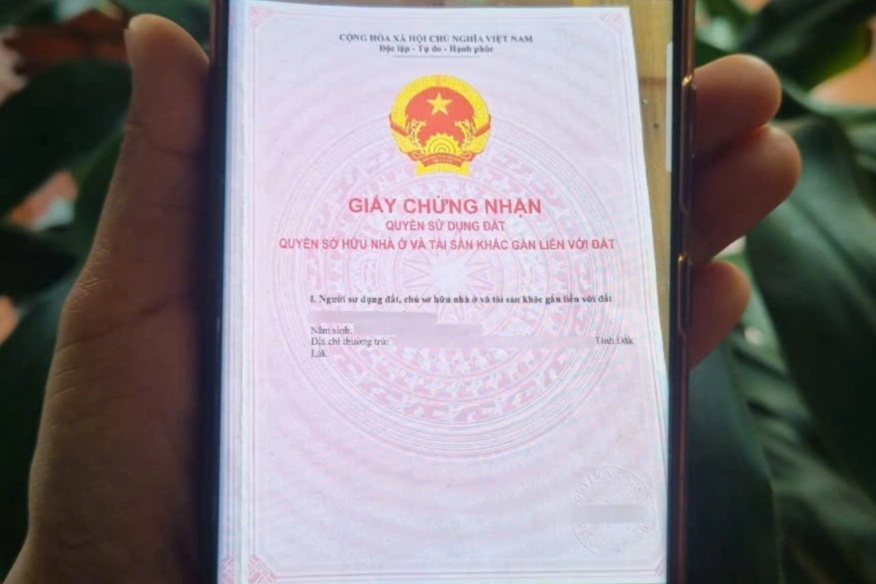 CỘNG HÒA XÃ HỘI CHỦ NGHĨA VIỆT NAM
Độc lập - Tự do - Hạnh phúc
GIẤY CHỨNG NHẬN
QUYỀN SỬ DỤNG ĐẤT
QUYỀN SỞ HỮU NHÀ Ở VÀ TÀI SẢN KHÁC GẮN LIỀN VỚI ĐẤT
I. Người sử dụng đất, chủ sở hữu nhà ở và tài sản khác gắn liền với đất
Năm sinh:
Địa chỉ thường trú: Tỉnh Đắk
Lắk